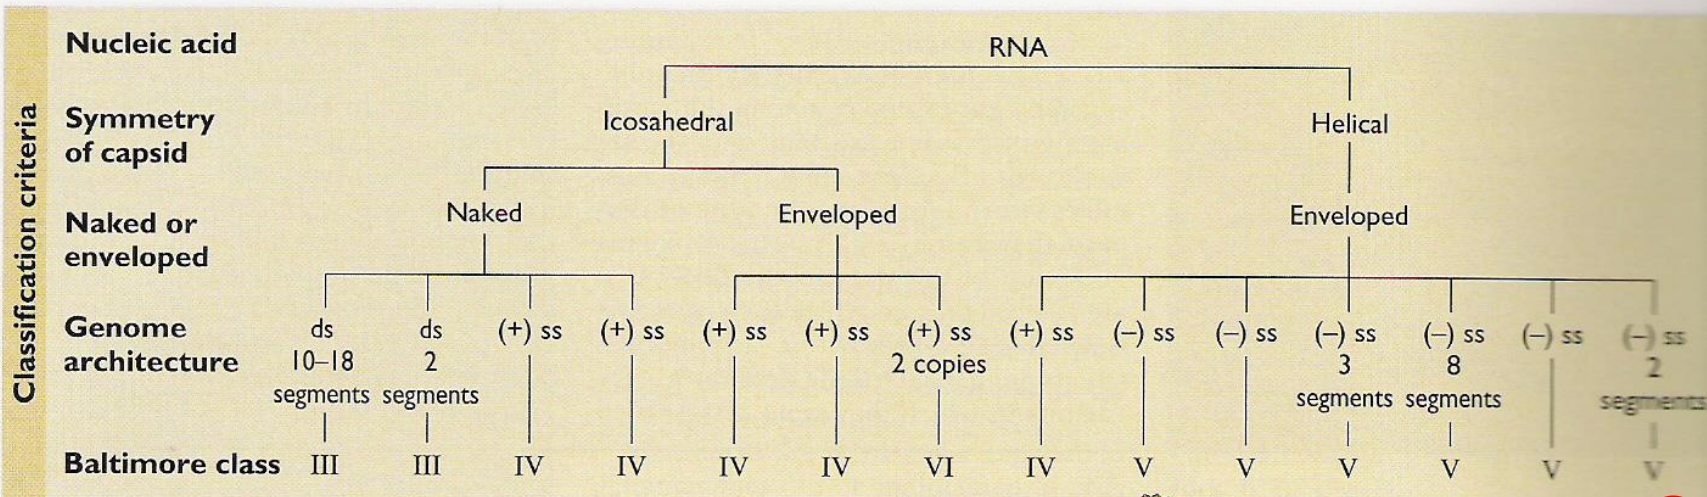 Classification criteria
Nucleic acid
RNA
Symmetry
of capsid
Icosahedral
Helical
Naked or
enveloped
Naked
Enveloped
Enveloped
Genome
architecture
ds ds (+) ss (+) ss (+) ss (+) ss (+) ss (+) ss (–) ss (–) ss (–) ss (–) ss (–) ss (–) ss
10–18 2 2 copies 3 8 2
segments segments segments segments segments
Baltimore class III III IV IV IV IV VI IV V V V V V V